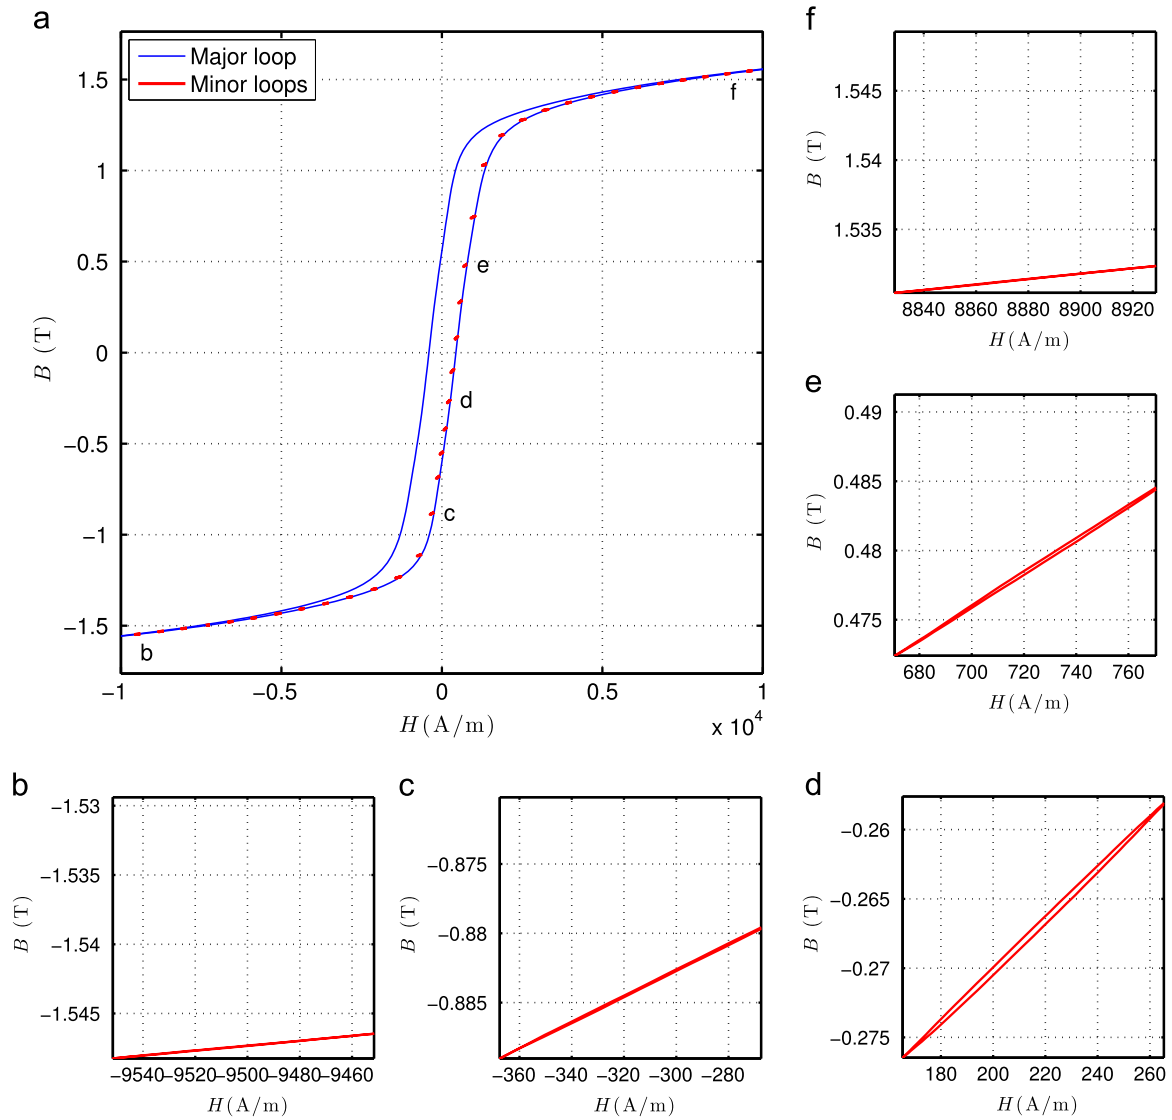 a
Major loop
Minor loops
1.5
1
0.5
0
−0.5
−1
−1.5
B (T)
f
e
d
c
b
−1
−0.5
0
0.5
1
H (A/m)
x 10⁴
f
1.545
1.54
1.535
B (T)
8840 8860 8880 8900 8920
H (A/m)
e
0.49
0.485
0.48
0.475
B (T)
680 700 720 740 760
H (A/m)
b
−1.53
−1.535
−1.54
−1.545
B (T)
−9540 −9520 −9500 −9480 −9460
H (A/m)
c
−0.875
−0.88
−0.885
B (T)
−360 −340 −320 −300 −280
H (A/m)
d
−0.26
−0.265
−0.27
−0.275
B (T)
180 200 220 240 260
H (A/m)